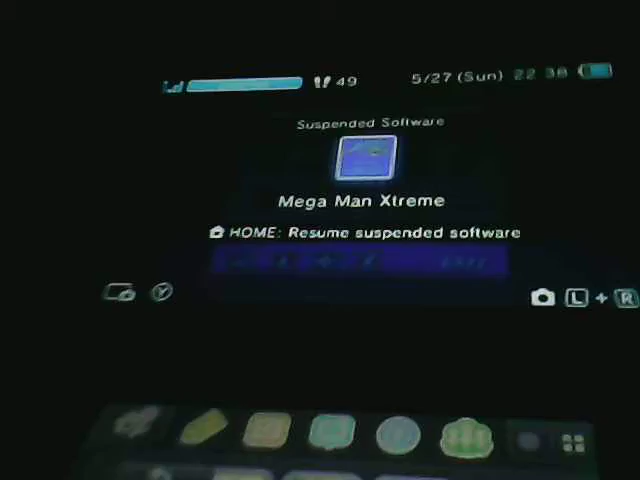 49 5/27 (Sun) 22 38
Suspended Software
Mega Man Xtreme
HOME: Resume suspended software
Y L + R